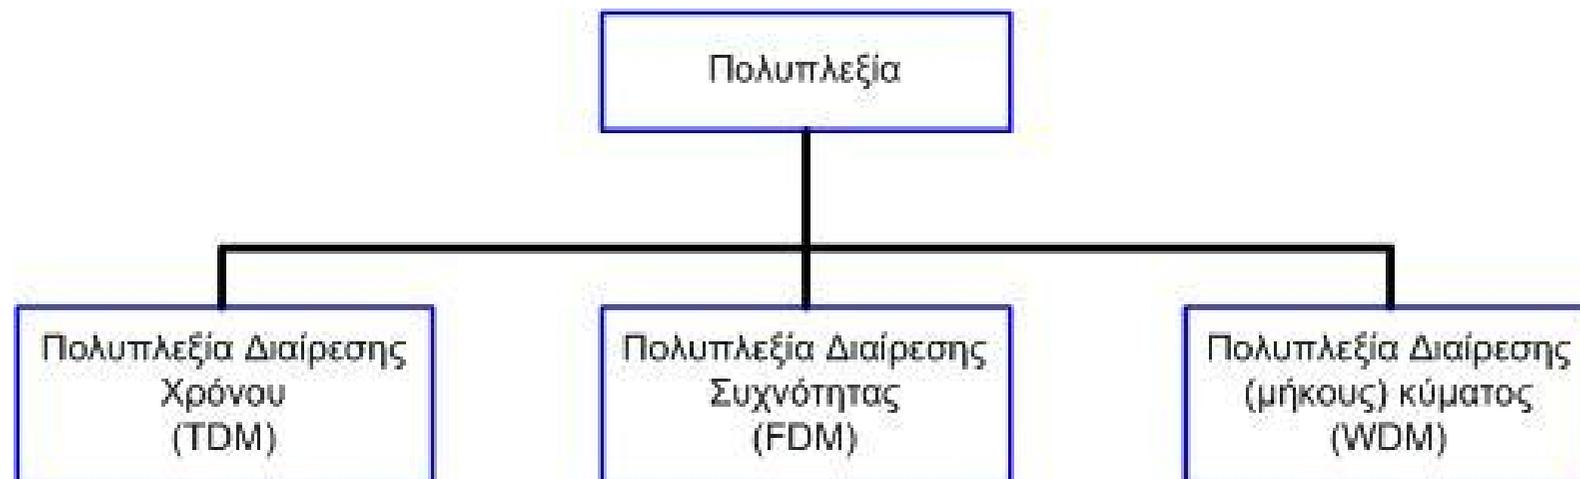 Πολυπλεξία
Πολυπλεξία Διαίρεσης
Χρόνου
(TDM)
Πολυπλεξία Διαίρεσης
Συχνότητας
(FDM)
Πολυπλεξία Διαίρεσης
(μήκους) κύματος
(WDM)